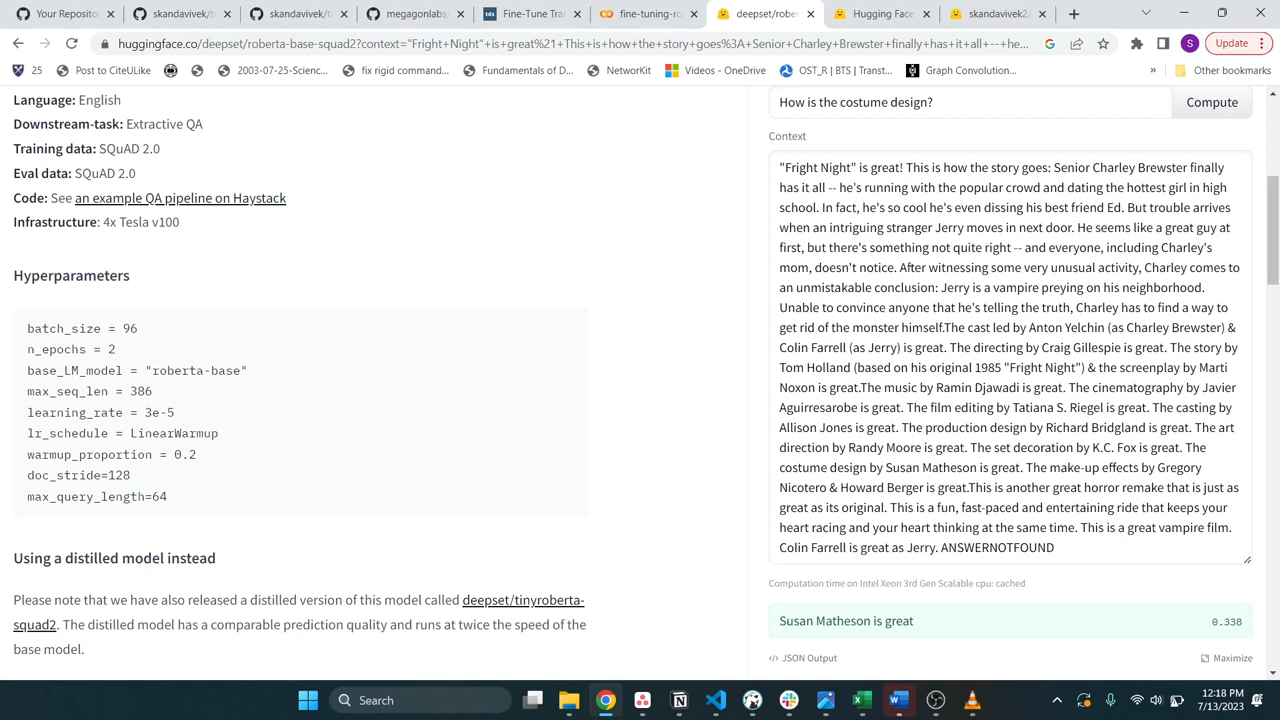 Your Reposito
skandavivek/t
skandavivek/t
megagonlabs/
Fine-Tune Tra
fine-tuning-ro
deepset/rober
Hugging Face
skandavivek2/
huggingface.co/deepset/roberta-base-squad2?context="Fright+Night"+is+great%21+This+is+how+the+story+goes%3A+Senior+Charley+Brewster+finally+has+it+all+--+he...
S
Update
25
Post to CiteULike
2003-07-25-Scienc...
fix rigid command...
Fundamentals of D...
NetworKit
Videos - OneDrive
OST_R | BTS | Transt...
Graph Convolution...
»
Other bookmarks
Language: English
Downstream-task: Extractive QA
Training data: SQuAD 2.0
Eval data: SQuAD 2.0
Code: See an example QA pipeline on Haystack
Infrastructure: 4x Tesla v100
Hyperparameters
batch_size = 96
n_epochs = 2
base_LM_model = "roberta-base"
max_seq_len = 386
learning_rate = 3e-5
lr_schedule = LinearWarmup
warmup_proportion = 0.2
doc_stride=128
max_query_length=64
Using a distilled model instead
Please note that we have also released a distilled version of this model called deepset/tinyroberta-
squad2. The distilled model has a comparable prediction quality and runs at twice the speed of the
base model.
How is the costume design?
Compute
Context
"Fright Night" is great! This is how the story goes: Senior Charley Brewster finally
has it all -- he's running with the popular crowd and dating the hottest girl in high
school. In fact, he's so cool he's even dissing his best friend Ed. But trouble arrives
when an intriguing stranger Jerry moves in next door. He seems like a great guy at
first, but there's something not quite right -- and everyone, including Charley's
mom, doesn't notice. After witnessing some very unusual activity, Charley comes to
an unmistakable conclusion: Jerry is a vampire preying on his neighborhood.
Unable to convince anyone that he's telling the truth, Charley has to find a way to
get rid of the monster himself.The cast led by Anton Yelchin (as Charley Brewster) &
Colin Farrell (as Jerry) is great. The directing by Craig Gillespie is great. The story by
Tom Holland (based on his original 1985 "Fright Night") & the screenplay by Marti
Noxon is great.The music by Ramin Djawadi is great. The cinematography by Javier
Aguirresarobe is great. The film editing by Tatiana S. Riegel is great. The casting by
Allison Jones is great. The production design by Richard Bridgland is great. The art
direction by Randy Moore is great. The set decoration by K.C. Fox is great. The
costume design by Susan Matheson is great. The make-up effects by Gregory
Nicotero & Howard Berger is great.This is another great horror remake that is just as
great as its original. This is a fun, fast-paced and entertaining ride that keeps your
heart racing and your heart thinking at the same time. This is a great vampire film.
Colin Farrell is great as Jerry. ANSWERNOTFOUND
Computation time on Intel Xeon 3rd Gen Scalable cpu: cached
Susan Matheson is great
0.338
</> JSON Output
Maximize
Search
12:18 PM
7/13/2023